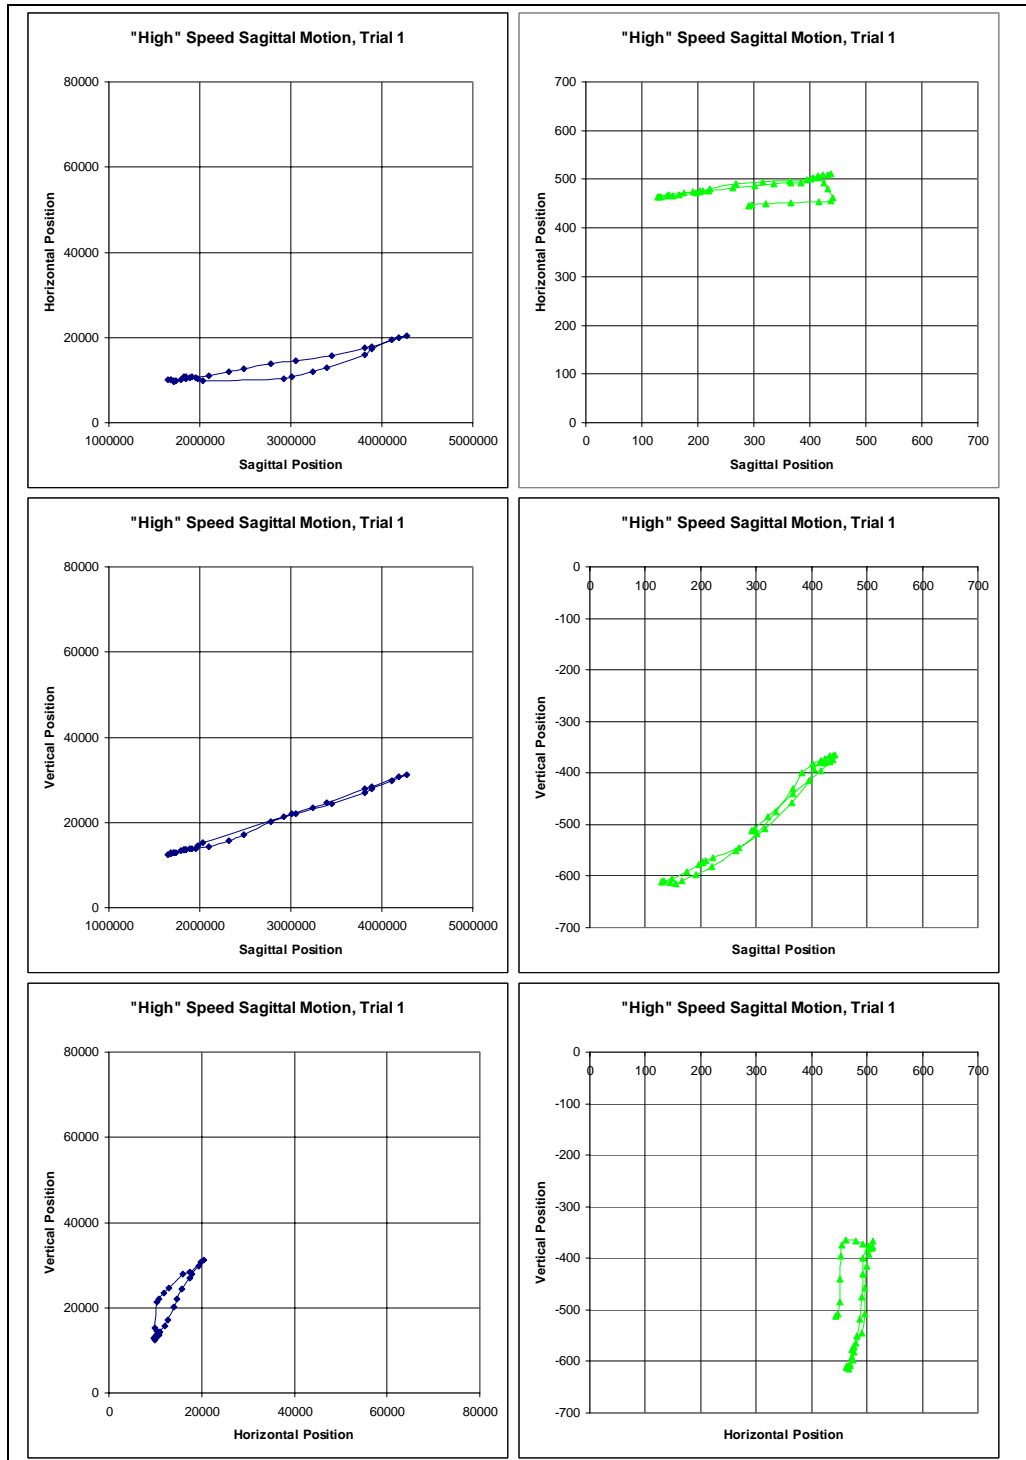 "High" Speed Sagittal Motion, Trial 1
80000
60000
40000
20000
0
Horizontal Position
1000000 2000000 3000000 4000000 5000000
Sagittal Position
"High" Speed Sagittal Motion, Trial 1
700
600
500
400
300
200
100
0
Horizontal Position
0 100 200 300 400 500 600 700
Sagittal Position
"High" Speed Sagittal Motion, Trial 1
80000
60000
40000
20000
0
Vertical Position
1000000 2000000 3000000 4000000 5000000
Sagittal Position
"High" Speed Sagittal Motion, Trial 1
0
0 100 200 300 400 500 600 700
-100
-200
-300
-400
-500
-600
-700
Vertical Position
Sagittal Position
"High" Speed Sagittal Motion, Trial 1
80000
60000
40000
20000
0
Vertical Position
0 20000 40000 60000 80000
Horizontal Position
"High" Speed Sagittal Motion, Trial 1
0
0 100 200 300 400 500 600 700
-100
-200
-300
-400
-500
-600
-700
Vertical Position
Horizontal Position